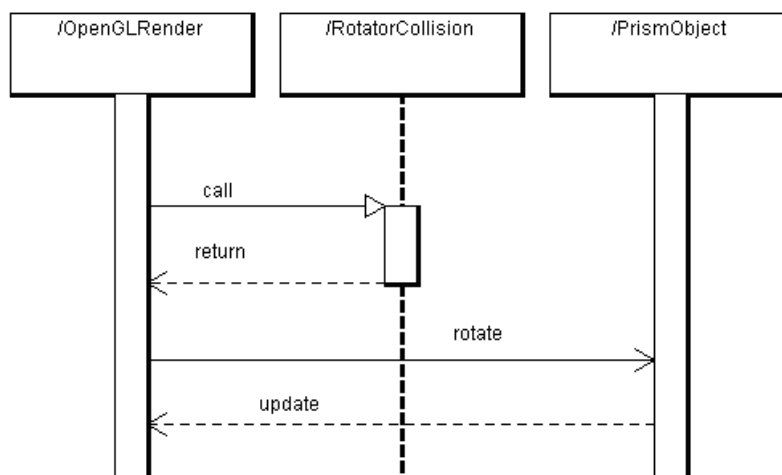 /OpenGLRender
/RotatorCollision
/PrismObject
call
return
rotate
update